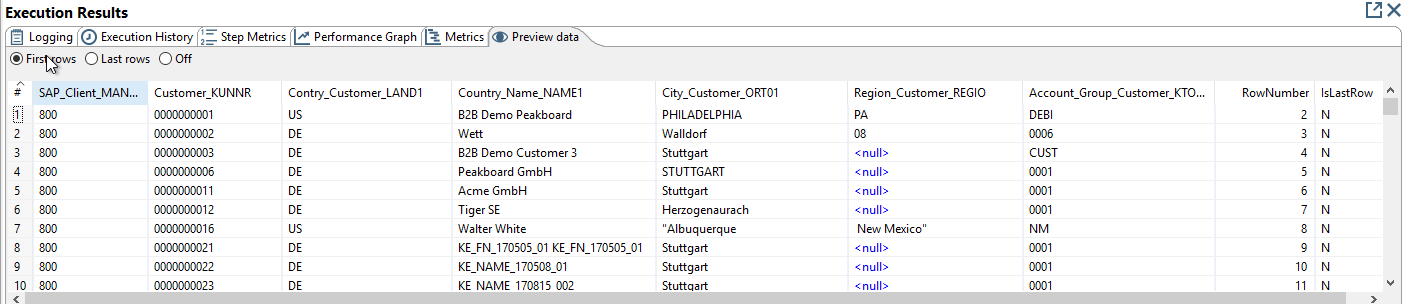 Execution Results
Logging Execution History Step Metrics Performance Graph Metrics Preview data
First rows Last rows Off
# SAP_Client_MAN... Customer_KUNNR Contry_Customer_LAND1 Country_Name_NAME1 City_Customer_ORT01 Region_Customer_REGIO Account_Group_Customer_KTO... RowNumber IsLastRow
1 800 0000000001 US B2B Demo Peakboard PHILADELPHIA PA DEBI 2 N
2 800 0000000002 DE Wett Walldorf 08 0006 3 N
3 800 0000000003 DE B2B Demo Customer 3 Stuttgart <null> CUST 4 N
4 800 0000000006 DE Peakboard GmbH STUTTGART <null> 0001 5 N
5 800 0000000011 DE Acme GmbH Stuttgart <null> 0001 6 N
6 800 0000000012 DE Tiger SE Herzogenaurach <null> 0001 7 N
7 800 0000000016 US Walter White "Albuquerque New Mexico" NM 8 N
8 800 0000000021 DE KE_FN_170505_01 KE_FN_170505_01 Stuttgart <null> 0001 9 N
9 800 0000000022 DE KE_NAME_170508_01 Stuttgart <null> 0001 10 N
10 800 0000000023 DE KE_NAME_170815_002 Stuttgart <null> 0001 11 N